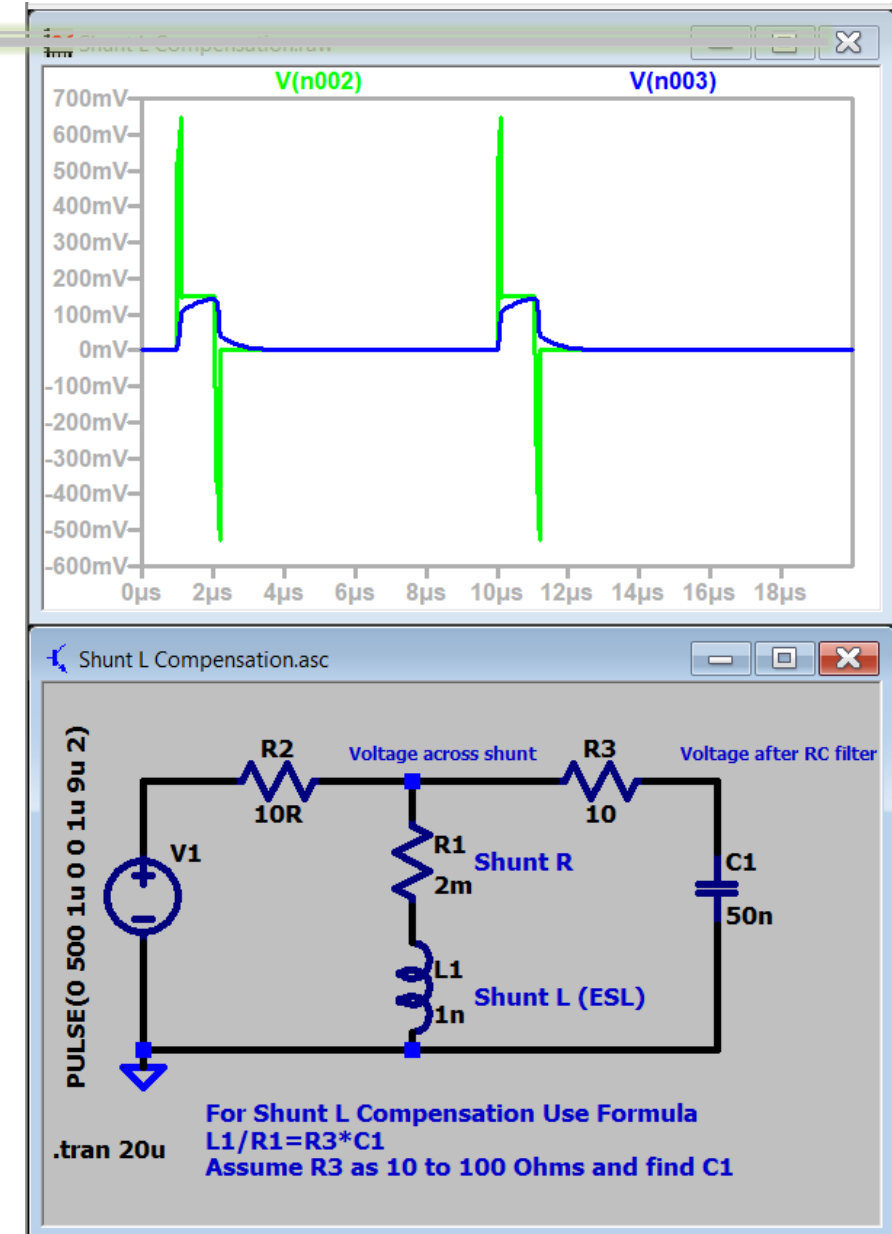 Shunt L Compensation.raw
V(n002) V(n003)
700mV
600mV
500mV
400mV
300mV
200mV
100mV
0mV
-100mV
-200mV
-300mV
-400mV
-500mV
-600mV
0µs 2µs 4µs 6µs 8µs 10µs 12µs 14µs 16µs 18µs
Shunt L Compensation.asc
PULSE(0 500 1u 0 0 1u 9u 2)
V1
R2
10R
Voltage across shunt
R3
10
Voltage after RC filter
R1
2m
Shunt R
C1
50n
L1
1n
Shunt L (ESL)
.tran 20u
For Shunt L Compensation Use Formula
L1/R1=R3*C1
Assume R3 as 10 to 100 Ohms and find C1